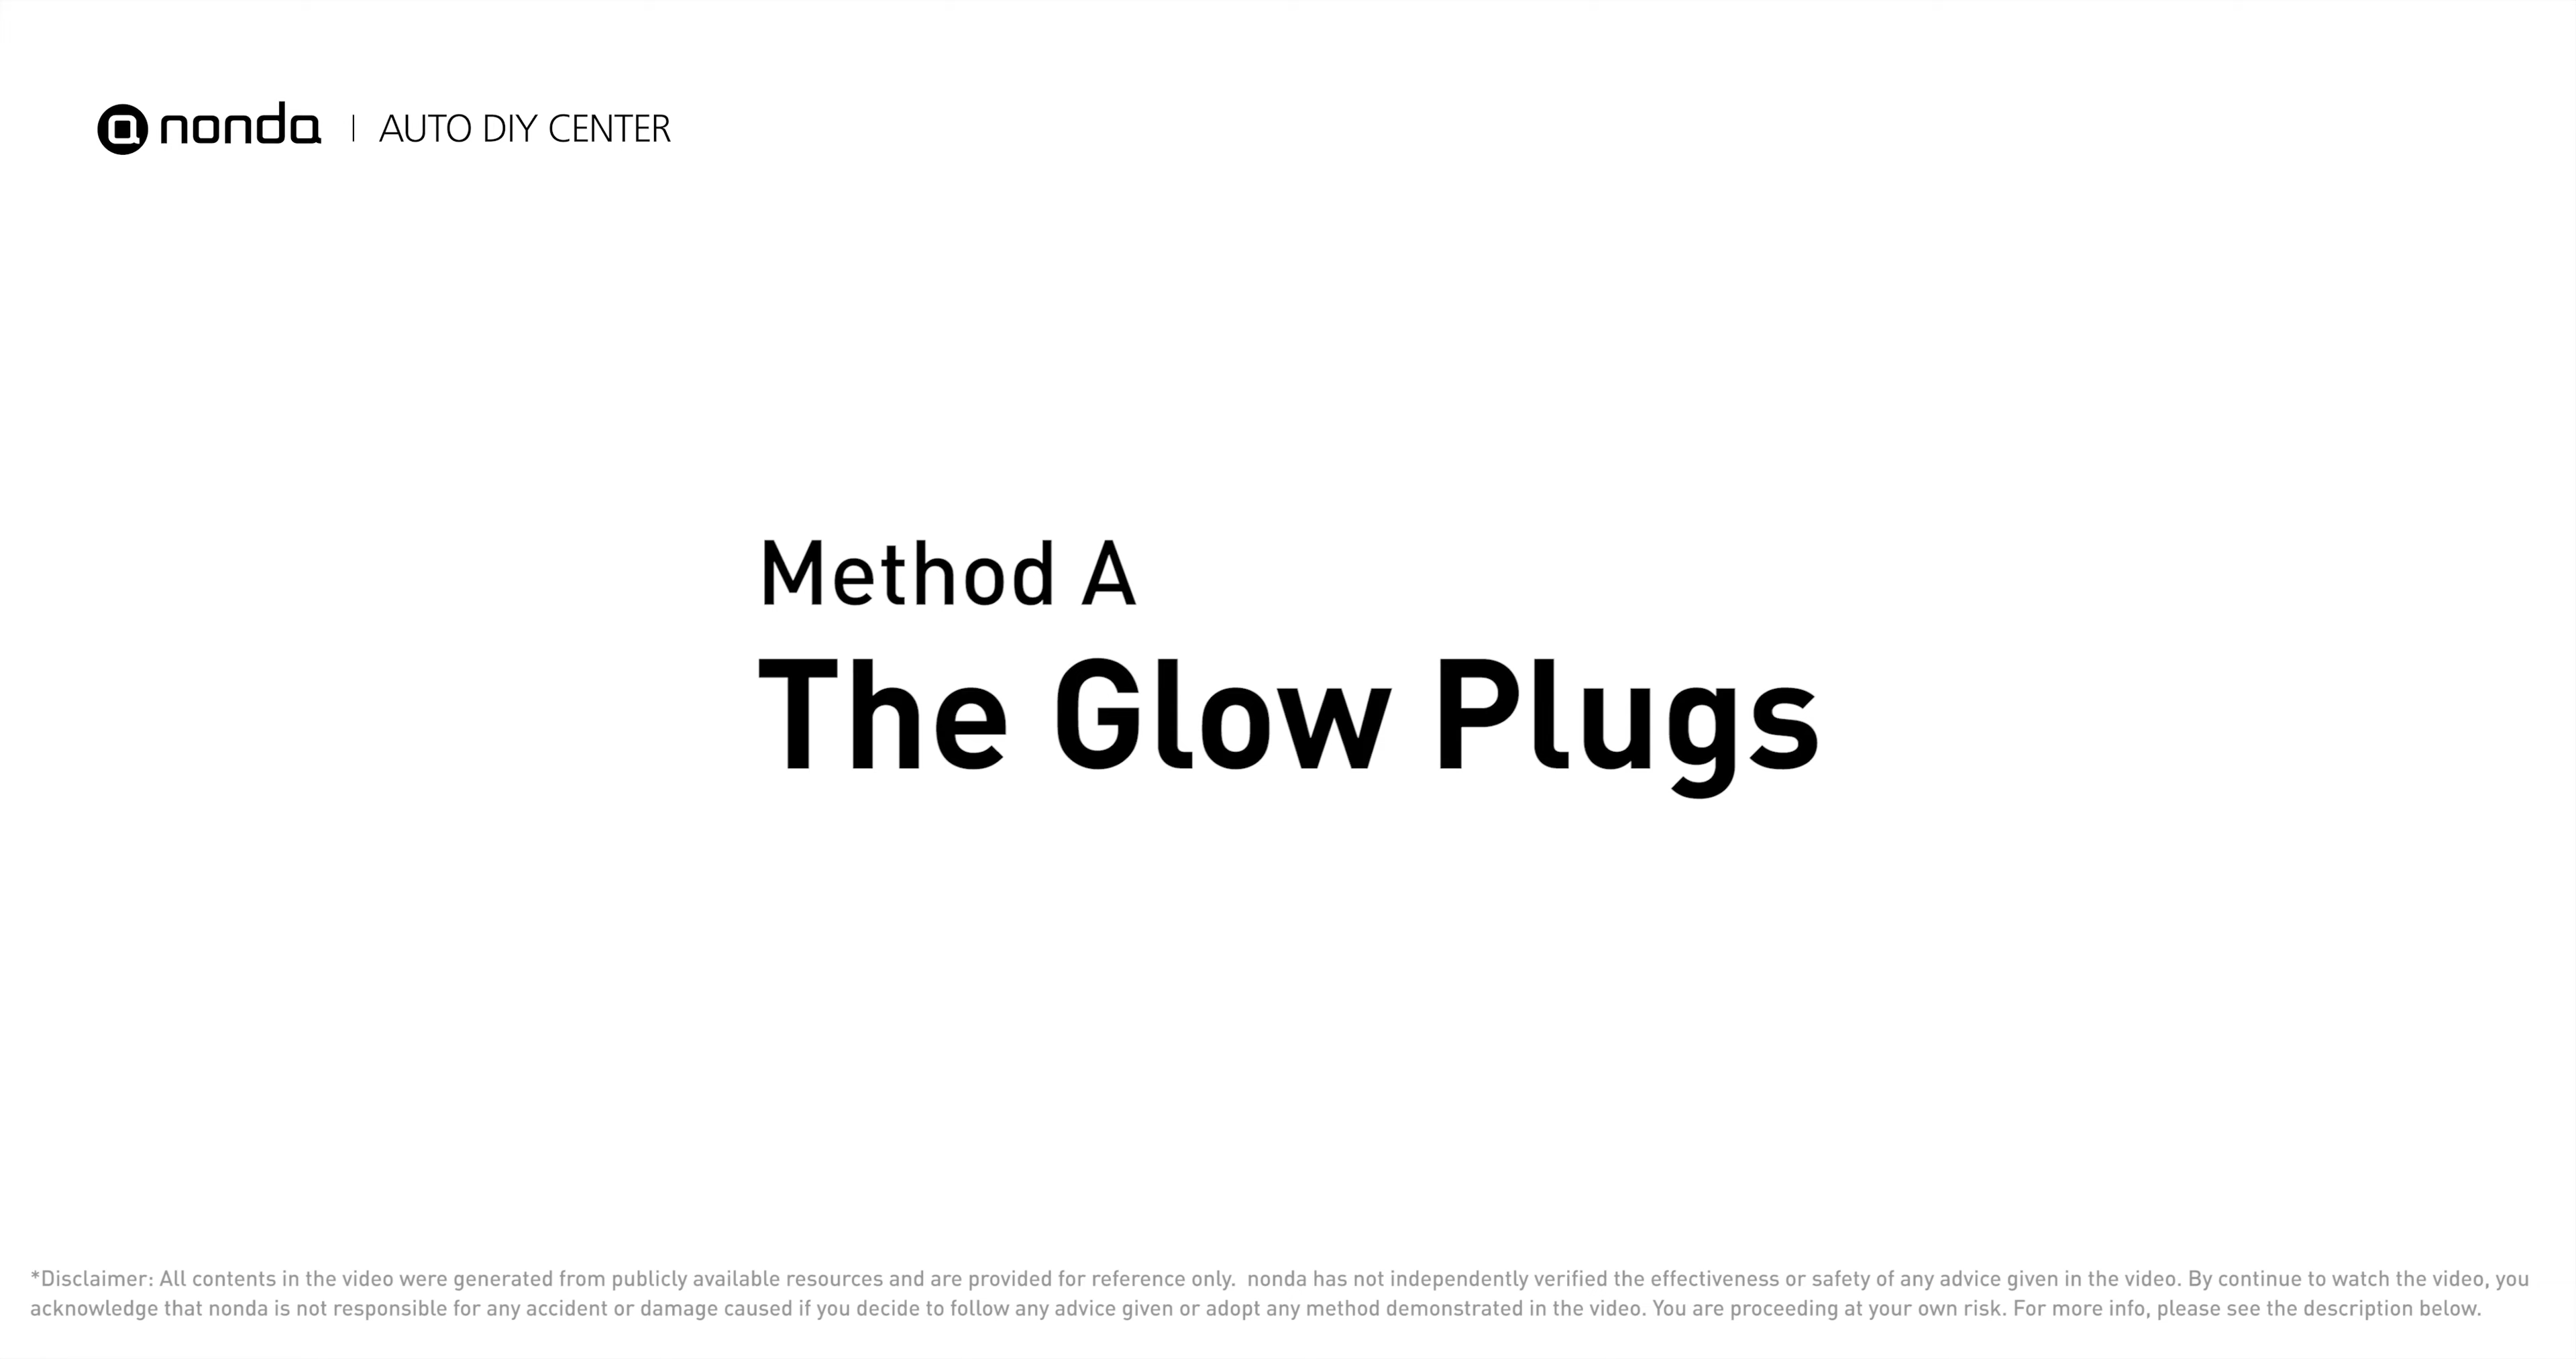 nonda | AUTO DIY CENTER
Method A
The Glow Plugs
*Disclaimer: All contents in the video were generated from publicly available resources and are provided for reference only.  nonda has not independently verified the effectiveness or safety of any advice given in the video. By continue to watch the video, you
acknowledge that nonda is not responsible for any accident or damage caused if you decide to follow any advice given or adopt any method demonstrated in the video. You are proceeding at your own risk. For more info, please see the description below.